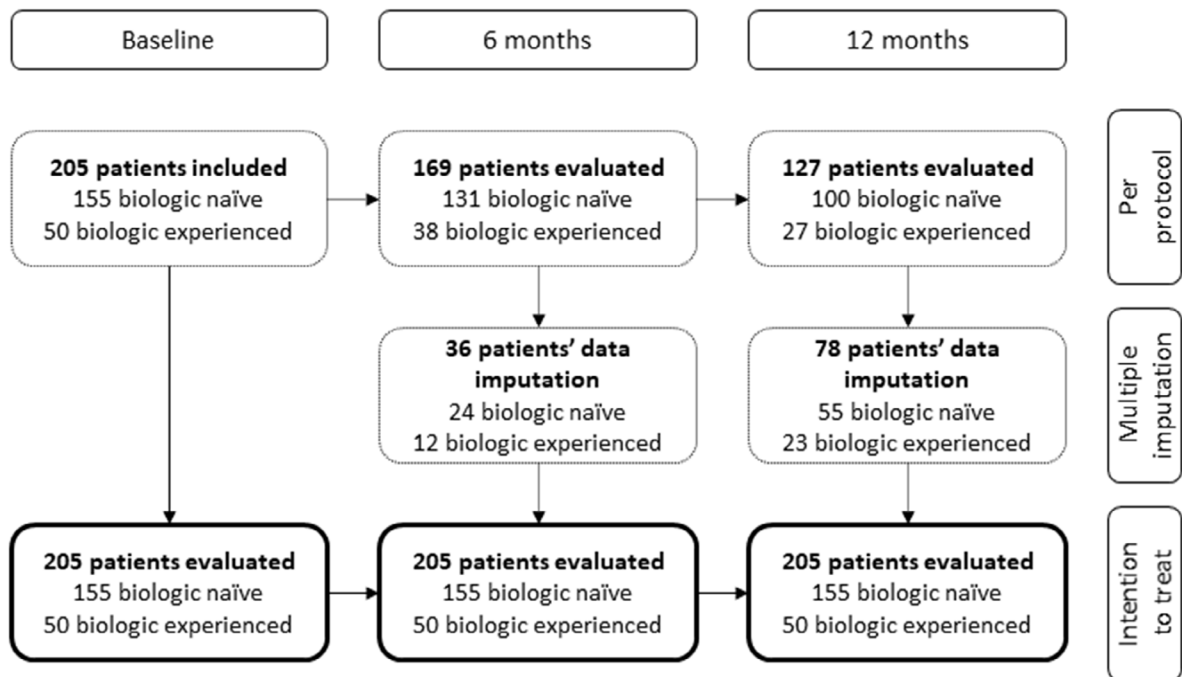 Baseline
6 months
12 months
205 patients included
155 biologic naïve
50 biologic experienced
169 patients evaluated
131 biologic naïve
38 biologic experienced
127 patients evaluated
100 biologic naïve
27 biologic experienced
Per
protocol
36 patients’ data
imputation
24 biologic naïve
12 biologic experienced
78 patients’ data
imputation
55 biologic naïve
23 biologic experienced
Multiple
imputation
205 patients evaluated
155 biologic naïve
50 biologic experienced
205 patients evaluated
155 biologic naïve
50 biologic experienced
205 patients evaluated
155 biologic naïve
50 biologic experienced
Intention
to treat